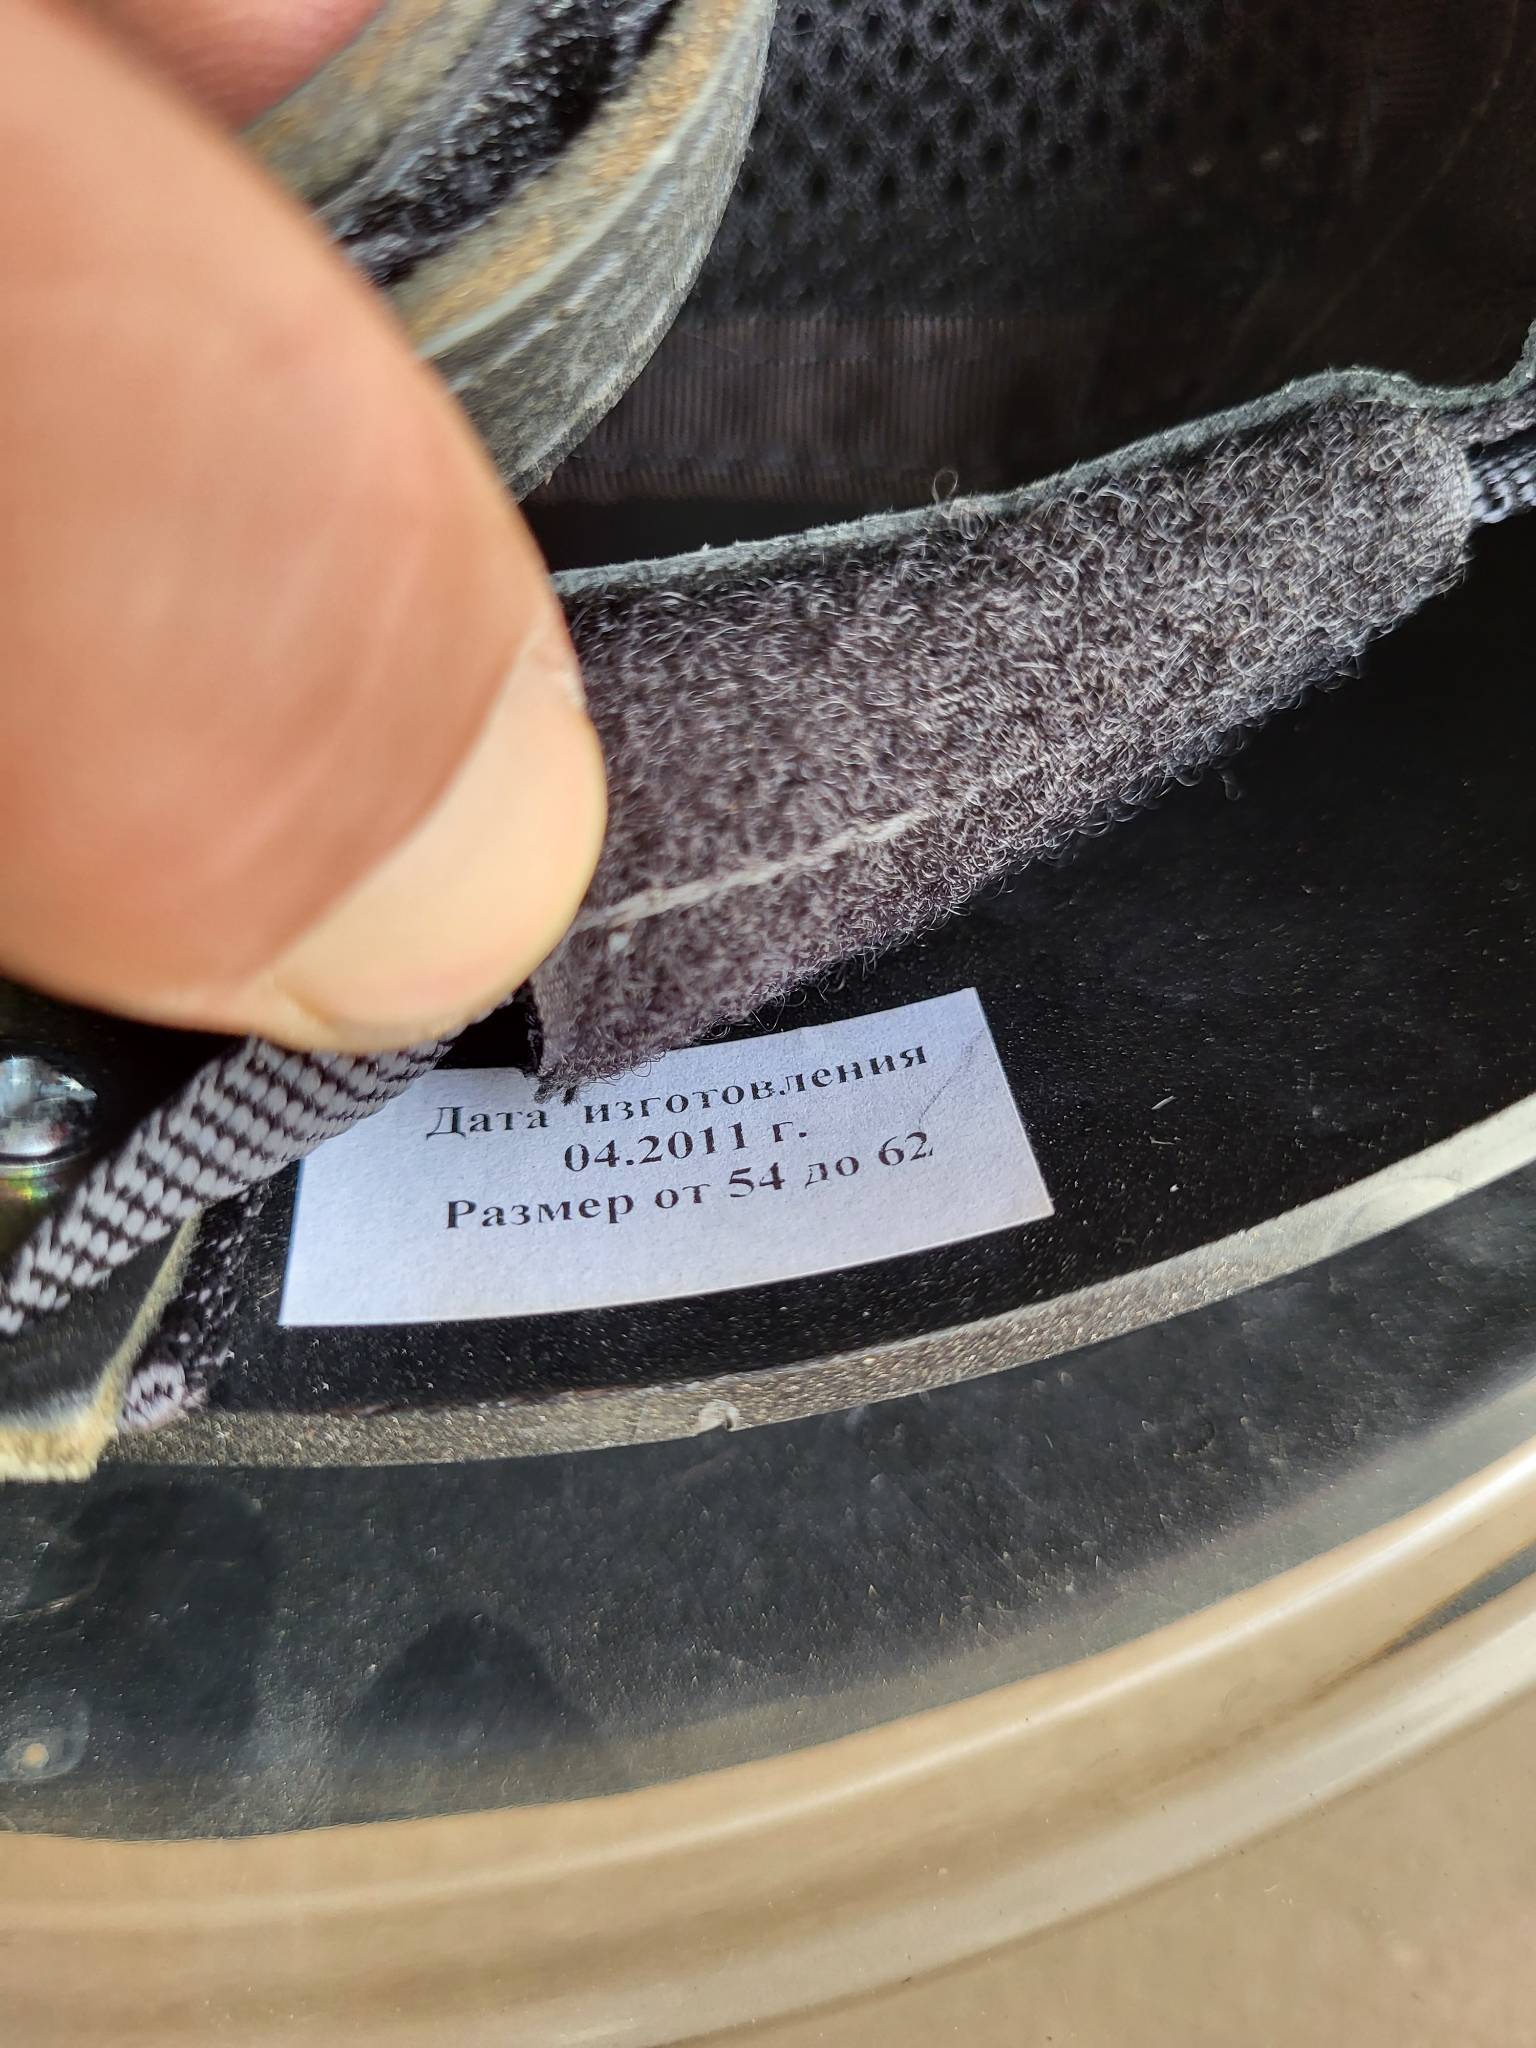 Дата изготовления
04.2011 г.
Размер от 54 до 62